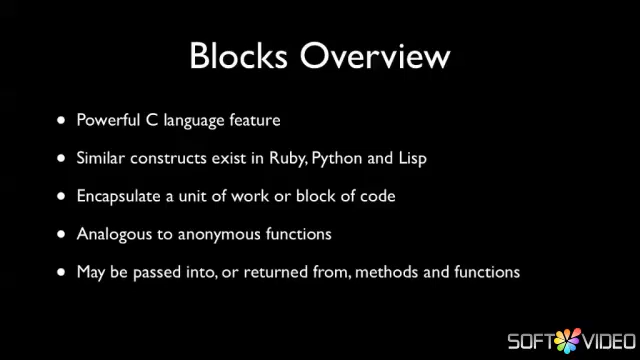 Blocks Overview
• Powerful C language feature
• Similar constructs exist in Ruby, Python and Lisp
• Encapsulate a unit of work or block of code
• Analogous to anonymous functions
• May be passed into, or returned from, methods and functions
SOFT VIDEO